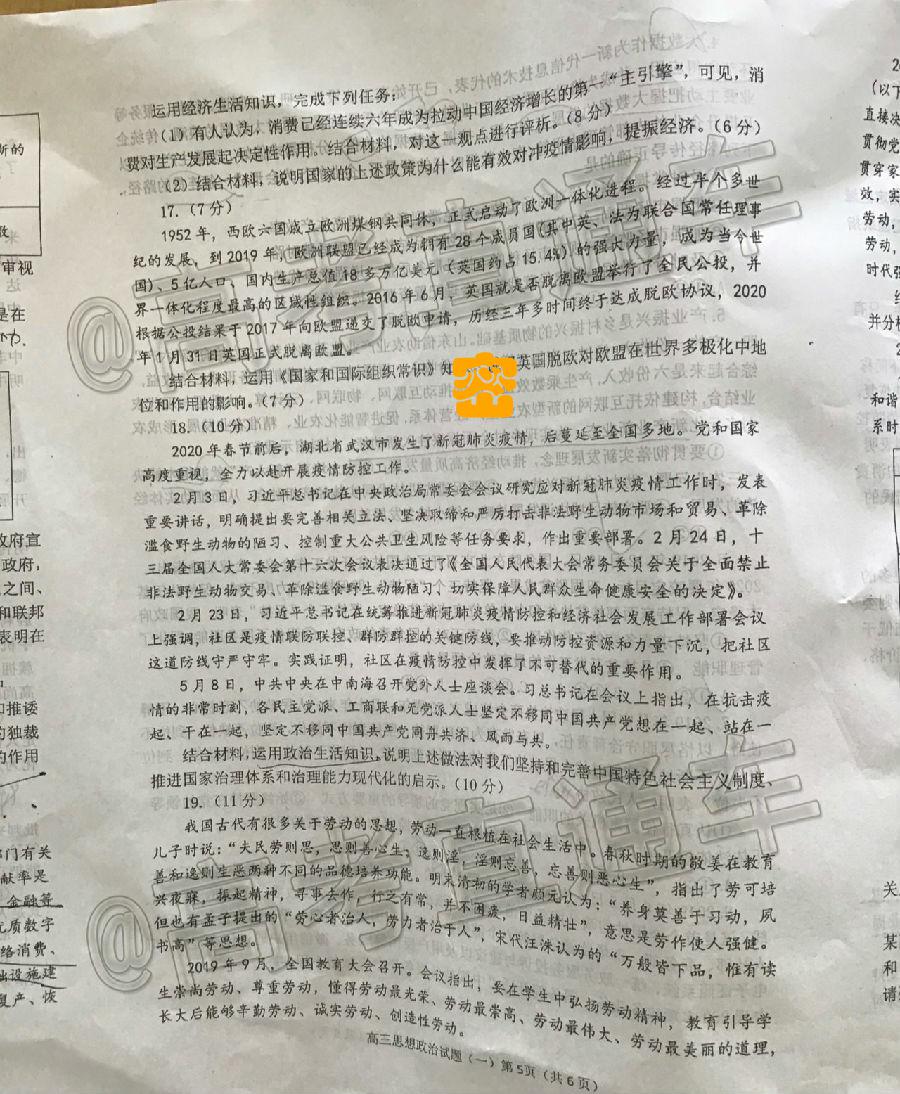 运用经济生活知识，完成下列任务：
（1）有人认为，消费已经连续六年成为拉动中国经济增长的第一“主引擎”，可见，消
费对生产发展起决定性作用。结合材料，对这一观点进行评析。（8分）
（2）结合材料，说明国家的上述政策为什么能有效对冲疫情影响，提振经济。（6分）
17.（7分）
1952年，西欧六国成立欧洲煤钢共同体，正式启动了欧洲一体化进程。经过半个多世
纪的发展，到2019年，欧洲联盟已经成为拥有28个成员国（其中英、法为联合国常任理事
国）、5亿人口、国内生产总值18多万亿美元（英国约占15.4%）的强大力量，成为当今世
界一体化程度最高的区域性组织。2016年6月，英国就是否脱离欧盟举行了全民公投，并
根据公投结果于2017年向欧盟递交了脱欧申请，历经三年多时间终于达成脱欧协议，2020
年1月31日英国正式脱离欧盟。
结合材料，运用《国家和国际组织常识》知 英国脱欧对欧盟在世界多极化中地
位和作用的影响。（7分）
18.（10分）
2020年春节前后，湖北省武汉市发生了新冠肺炎疫情，后蔓延至全国多地。党和国家
高度重视，全力以赴开展疫情防控工作。
2月3日，习近平总书记在中央政治局常委会会议研究应对新冠肺炎疫情工作时，发表
重要讲话，明确提出要完善相关立法、坚决取缔和严厉打击非法野生动物市场和贸易、革除
滥食野生动物的陋习、控制重大公共卫生风险等任务要求，作出重要部署。2月24日，十
三届全国人大常委会第十六次会议表决通过了《全国人民代表大会常务委员会关于全面禁止
非法野生动物交易、革除滥食野生动物陋习、切实保障人民群众生命健康安全的决定》。
2月23日，习近平总书记在统筹推进新冠肺炎疫情防控和经济社会发展工作部署会议
上强调，社区是疫情联防联控、群防群控的关键防线，要推动防控资源和力量下沉，把社区
这道防线守严守牢。实践证明，社区在疫情防控中发挥了不可替代的重要作用。
5月8日，中共中央在中南海召开党外人士座谈会。习总书记在会议上指出，在抗击疫
情的非常时刻，各民主党派、工商联和无党派人士坚定不移同中国共产党想在一起、站在一
起、干在一起，坚定不移同中国共产党同舟共济、风雨与共。
结合材料，运用政治生活知识，说明上述做法对我们坚持和完善中国特色社会主义制度、
推进国家治理体系和治理能力现代化的启示。（10分）
19.（11分）
我国古代有很多关于劳动的思想，劳动一直根植在社会生活中。春秋时期的敬姜在教育
儿子时说：“夫民劳则思，思则善心生；逸则淫，淫则忘善，忘善则恶心生”，指出了劳可培
善和逸则生恶两种不同的品德培养功能。明末清初的学者颜元认为：“养身莫善于习动，夙
兴夜寐，振起精神，寻事去作，行之有常，并不困疲，日益精壮”，意思是劳作使人强健。
但也有孟子提出的“劳心者治人，劳力者治于人”，宋代汪洙认为的“万般皆下品，惟有读
书高”等思想。
2019年9月，全国教育大会召开。会议指出，要在学生中弘扬劳动精神，教育引导学
生崇尚劳动、尊重劳动，懂得劳动最光荣、劳动最崇高、劳动最伟大、劳动最美丽的道理，
长大后能够辛勤劳动、诚实劳动、创造性劳动。
高三思想政治试题（一）第5页（共6页）
@高考直通车
@高考直通车